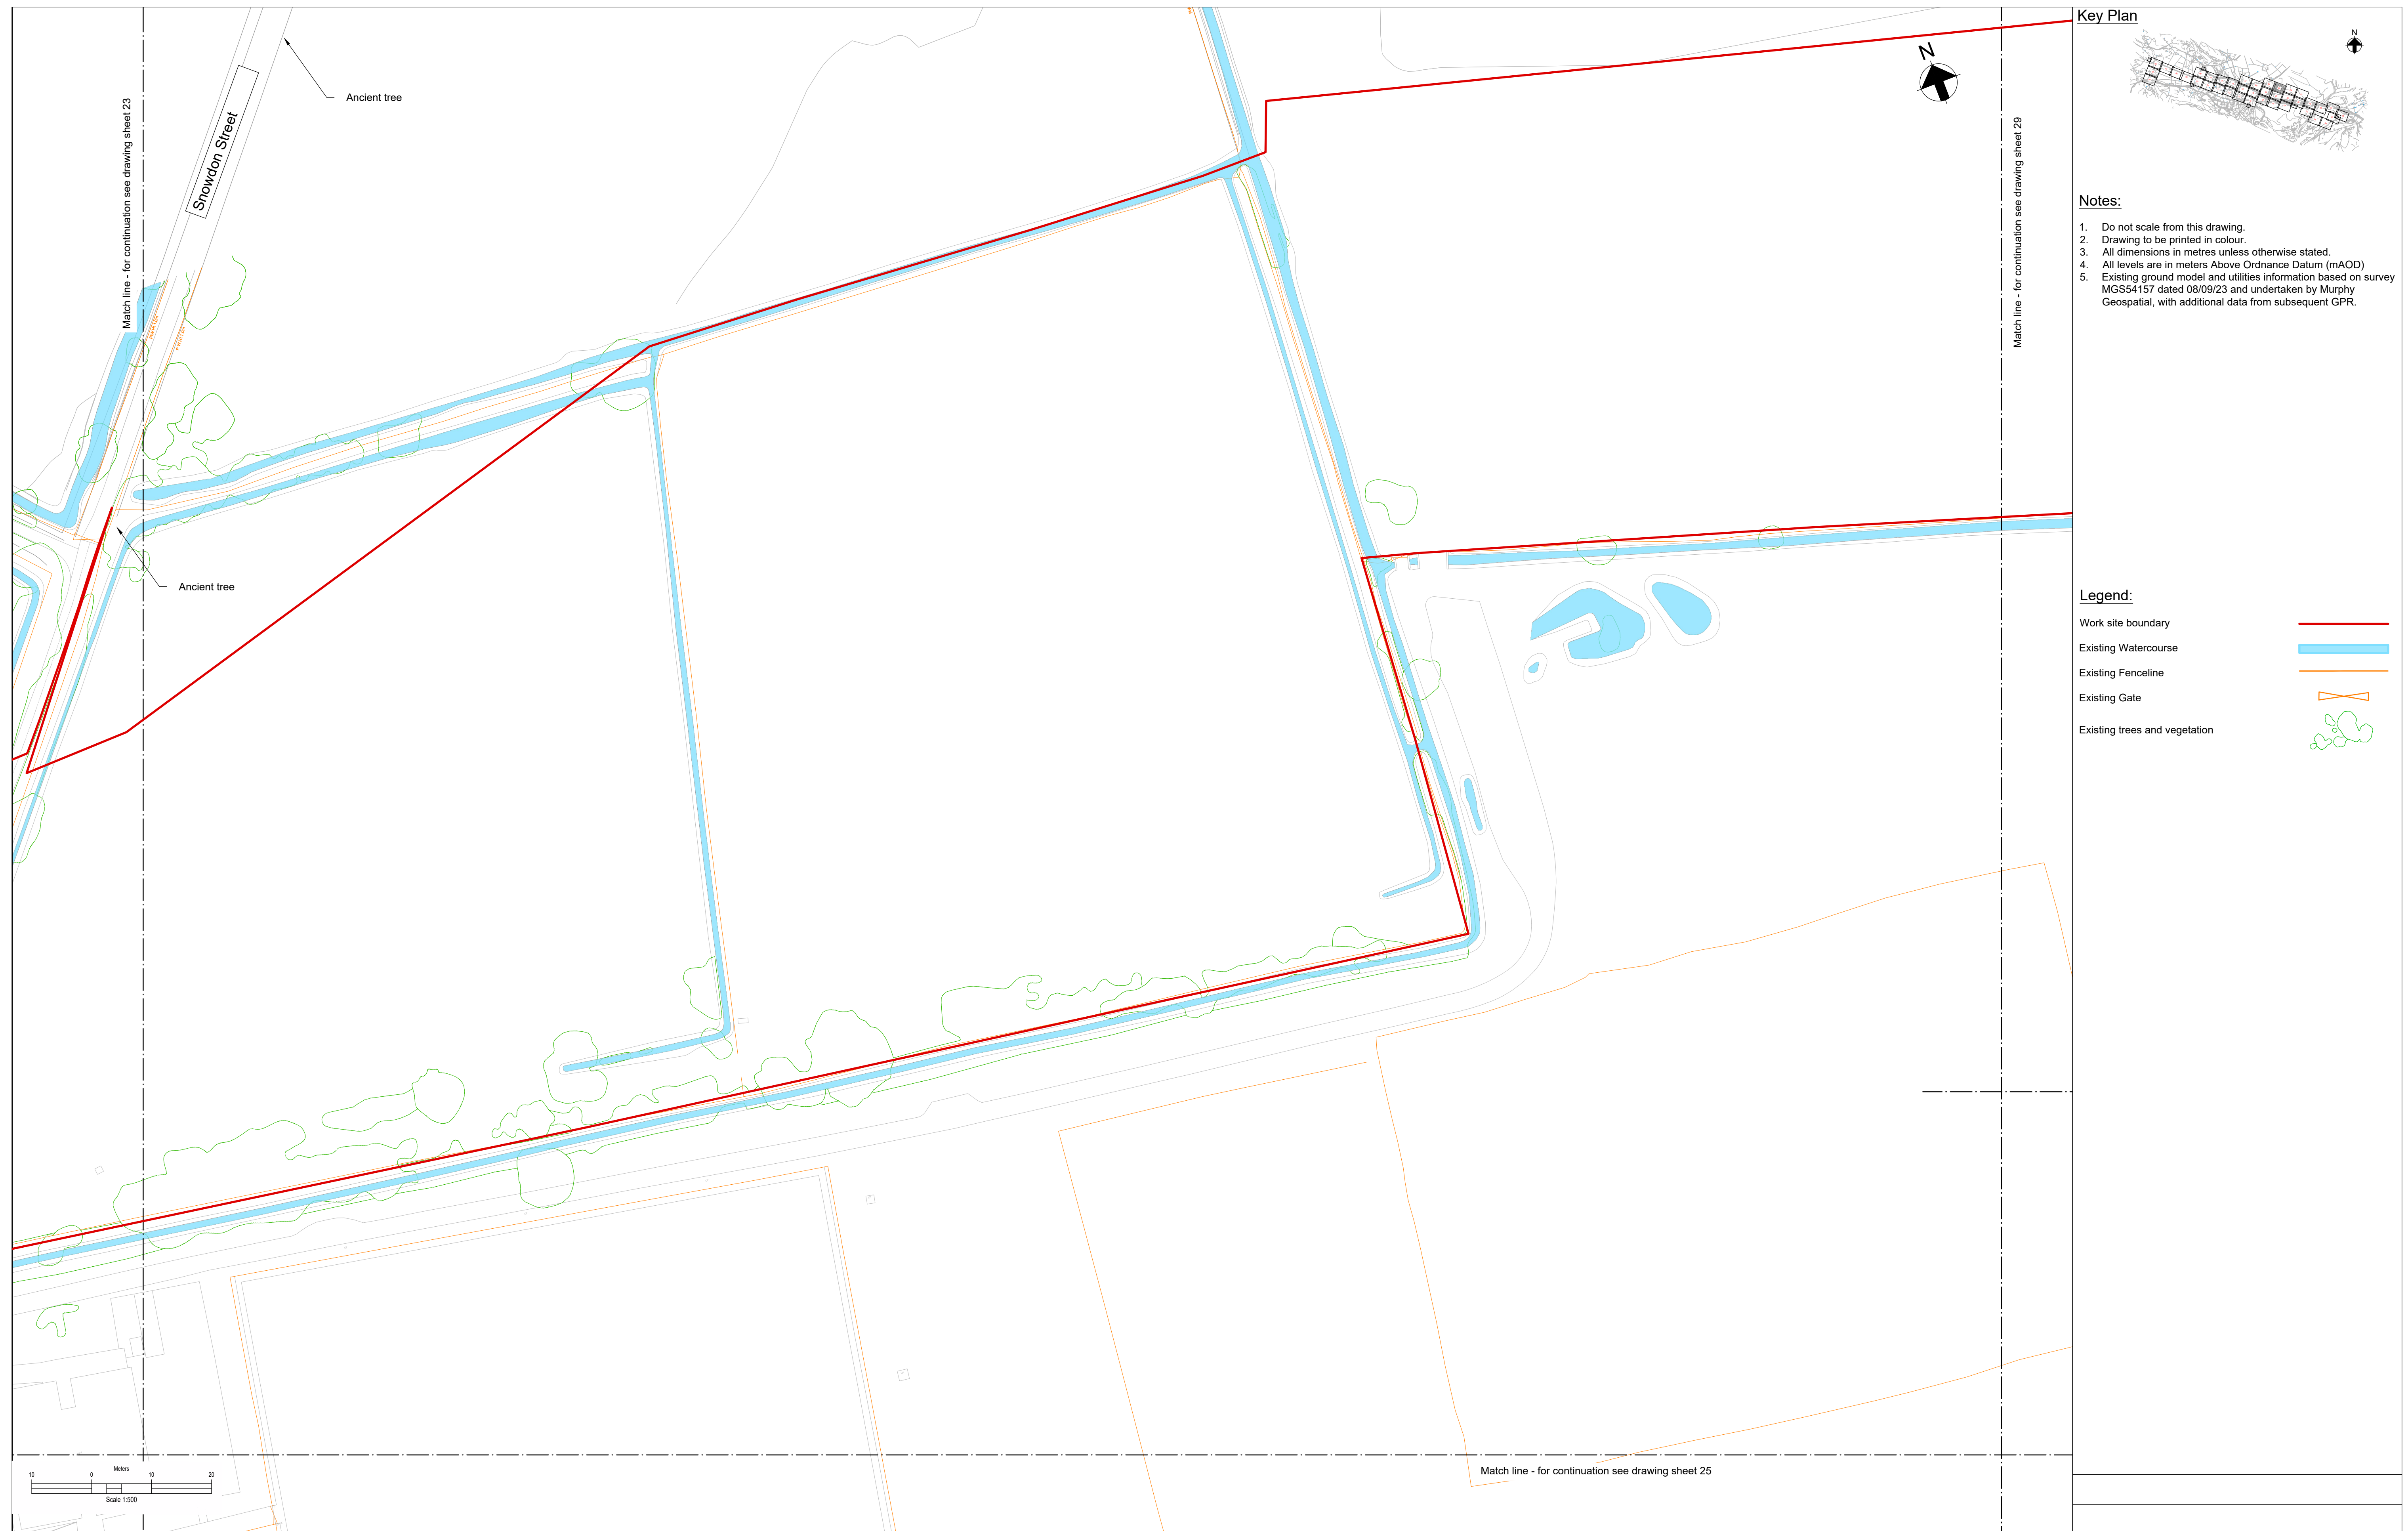 Match line - for continuation see drawing sheet 23
Snowdon Street
Ancient tree
Ancient tree
N
Match line - for continuation see drawing sheet 29
Match line - for continuation see drawing sheet 25
10 0 Meters 10 20
Scale 1:500
Key Plan
N
Notes:
1. Do not scale from this drawing.
2. Drawing to be printed in colour.
3. All dimensions in metres unless otherwise stated.
4. All levels are in meters Above Ordnance Datum (mAOD)
5. Existing ground model and utilities information based on survey
MGS54157 dated 08/09/23 and undertaken by Murphy
Geospatial, with additional data from subsequent GPR.
Legend:
Work site boundary
Existing Watercourse
Existing Fenceline
Existing Gate
Existing trees and vegetation